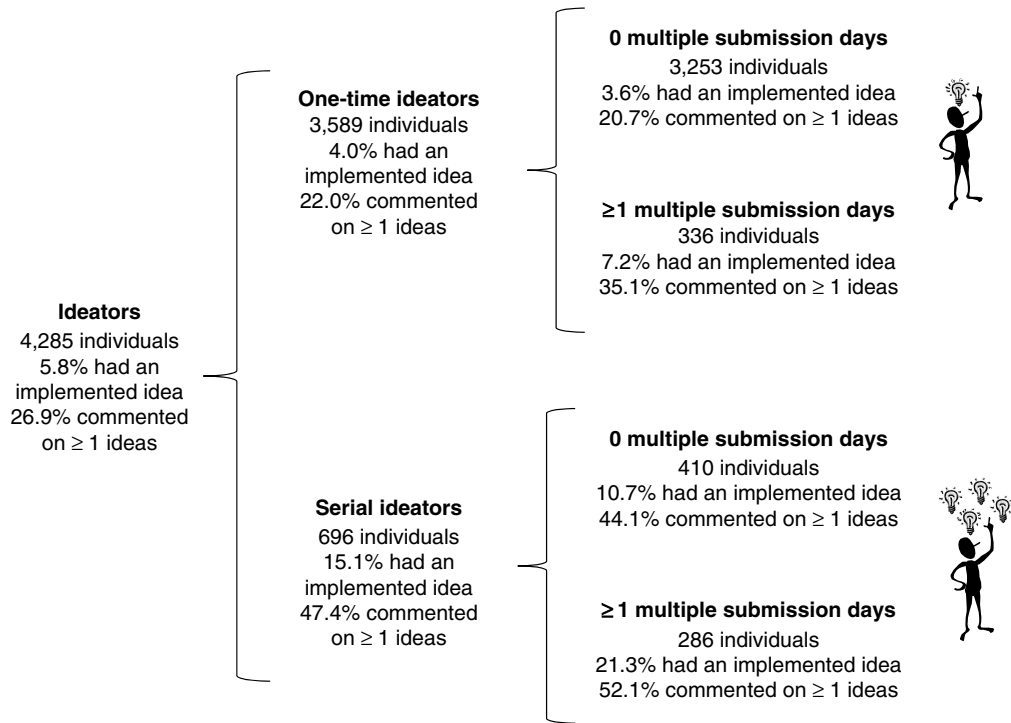 Ideators
4,285 individuals
5.8% had an
implemented idea
26.9% commented
on ≥ 1 ideas
One-time ideators
3,589 individuals
4.0% had an
implemented idea
22.0% commented
on ≥ 1 ideas
0 multiple submission days
3,253 individuals
3.6% had an implemented idea
20.7% commented on ≥ 1 ideas
≥1 multiple submission days
336 individuals
7.2% had an implemented idea
35.1% commented on ≥ 1 ideas
Serial ideators
696 individuals
15.1% had an
implemented idea
47.4% commented
on ≥ 1 ideas
0 multiple submission days
410 individuals
10.7% had an implemented idea
44.1% commented on ≥ 1 ideas
≥1 multiple submission days
286 individuals
21.3% had an implemented idea
52.1% commented on ≥ 1 ideas